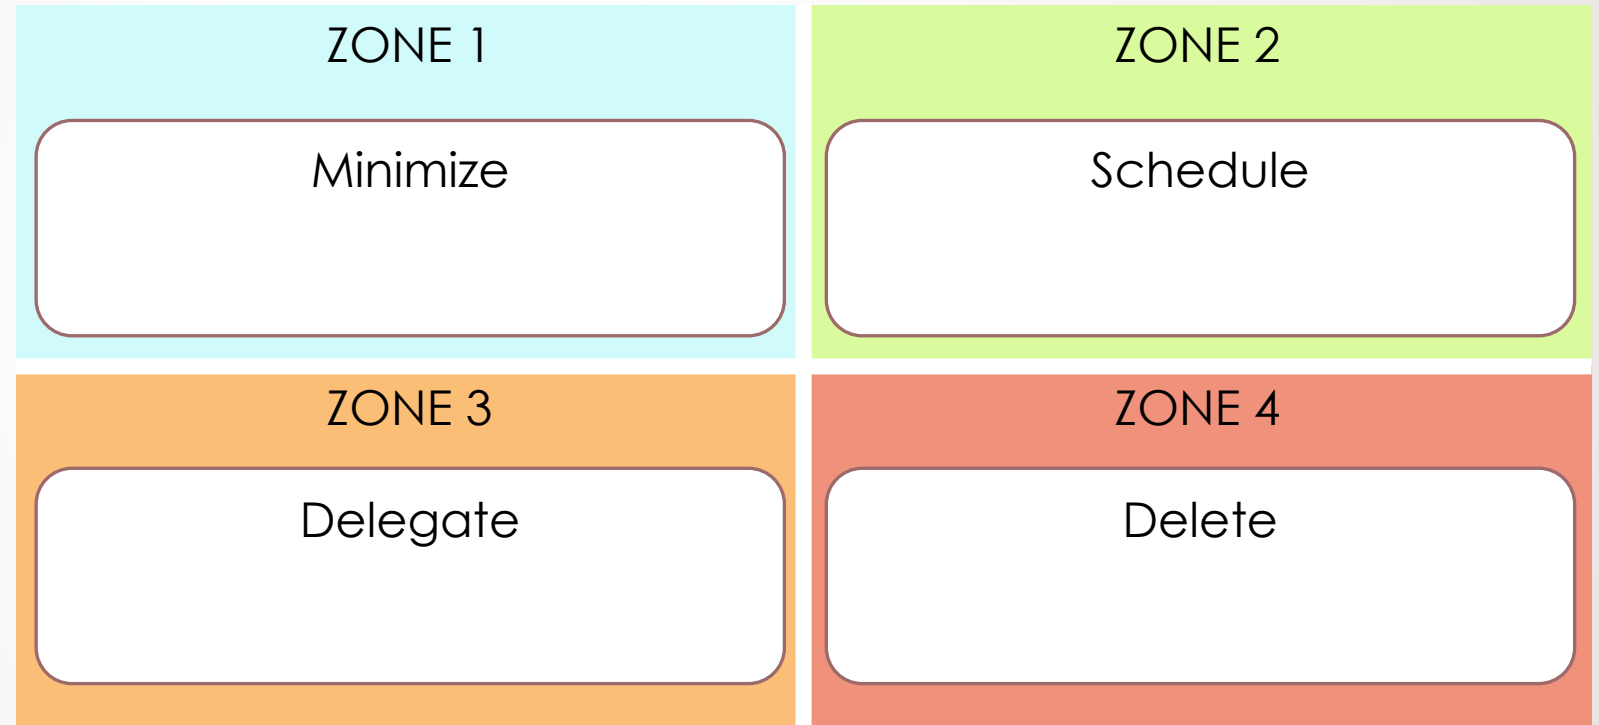 ZONE 1
Minimize
ZONE 2
Schedule
ZONE 3
Delegate
ZONE 4
Delete